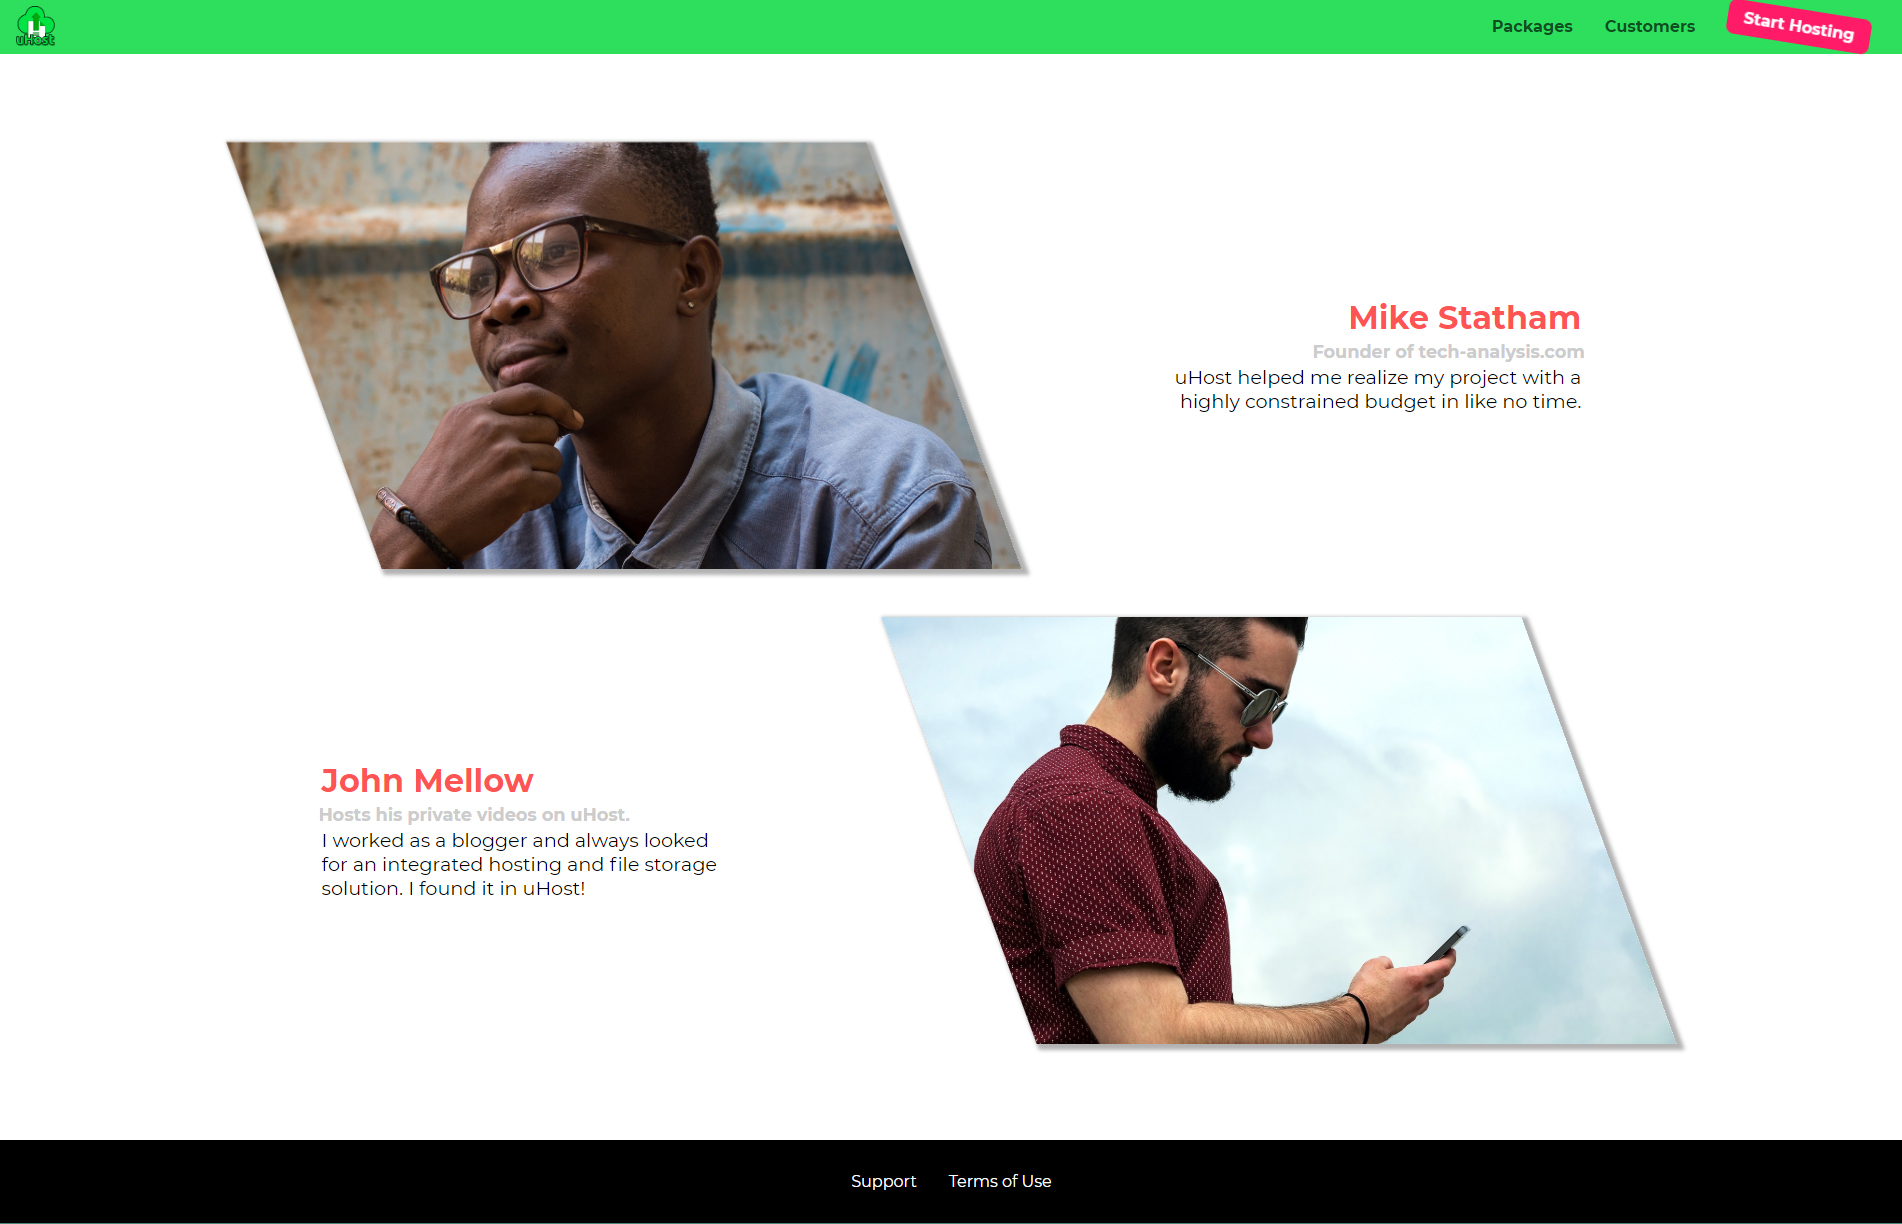 uHost
Packages
Customers
Start Hosting
Mike Statham
Founder of tech-analysis.com
uHost helped me realize my project with a
highly constrained budget in like no time.
John Mellow
Hosts his private videos on uHost.
I worked as a blogger and always looked
for an integrated hosting and file storage
solution. I found it in uHost!
Support
Terms of Use